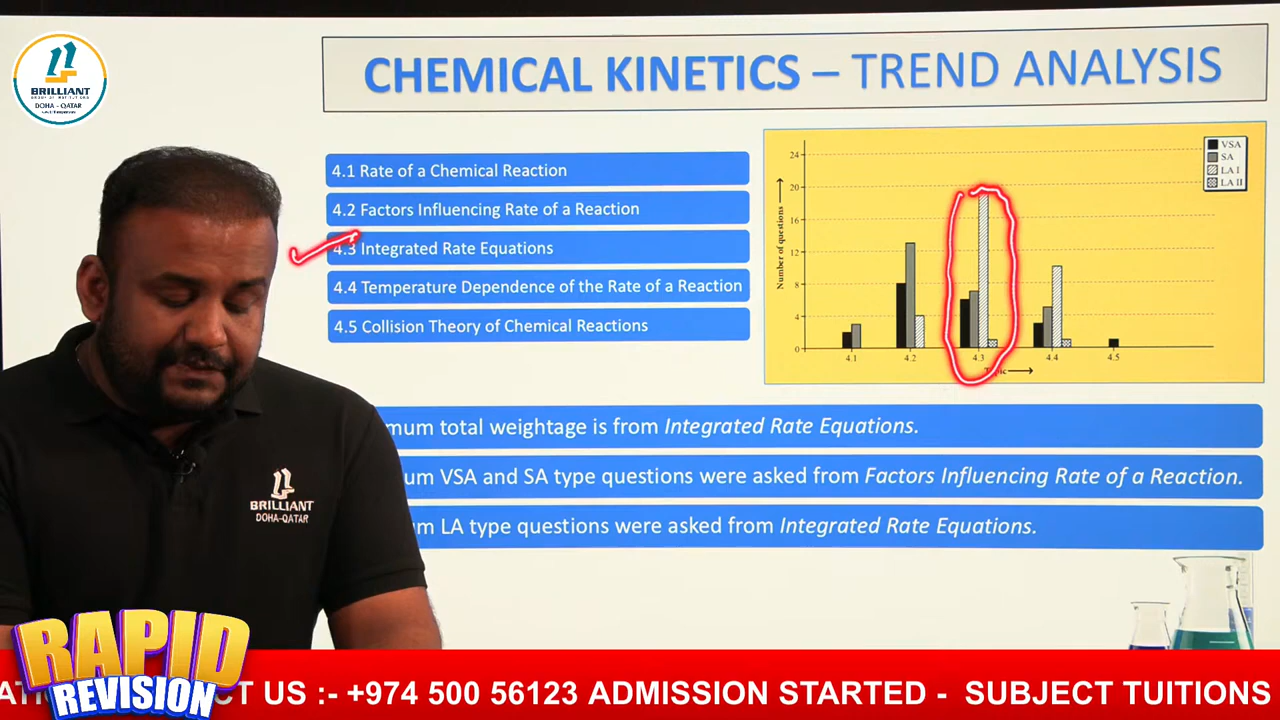 BRILLIANT
GROUP OF INSTITUTIONS
DOHA - QATAR
CHEMICAL KINETICS – TREND ANALYSIS
4.1 Rate of a Chemical Reaction
4.2 Factors Influencing Rate of a Reaction
4.3 Integrated Rate Equations
4.4 Temperature Dependence of the Rate of a Reaction
4.5 Collision Theory of Chemical Reactions
VSA
SA
LA I
LA II
Number of questions
24
20
16
12
8
4
0
4.1 4.2 4.3 4.4 4.5
mum total weightage is from Integrated Rate Equations.
um VSA and SA type questions were asked from Factors Influencing Rate of a Reaction.
m LA type questions were asked from Integrated Rate Equations.
BRILLIANT
DOHA-QATAR
RAPID
REVISION
CT US :- +974 500 56123 ADMISSION STARTED - SUBJECT TUITIONS